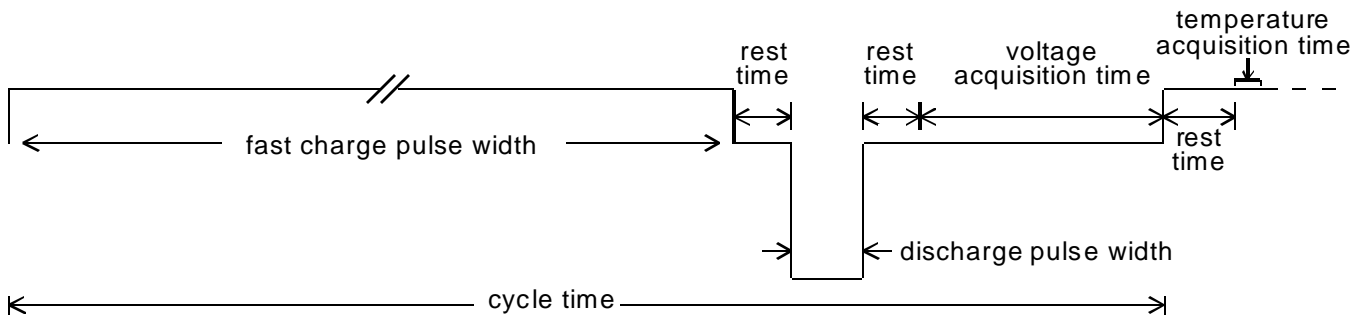 temperature
acquisition time
rest
time
rest
time
voltage
acquisition time
fast charge pulse width
rest
time
discharge pulse width
cycle time